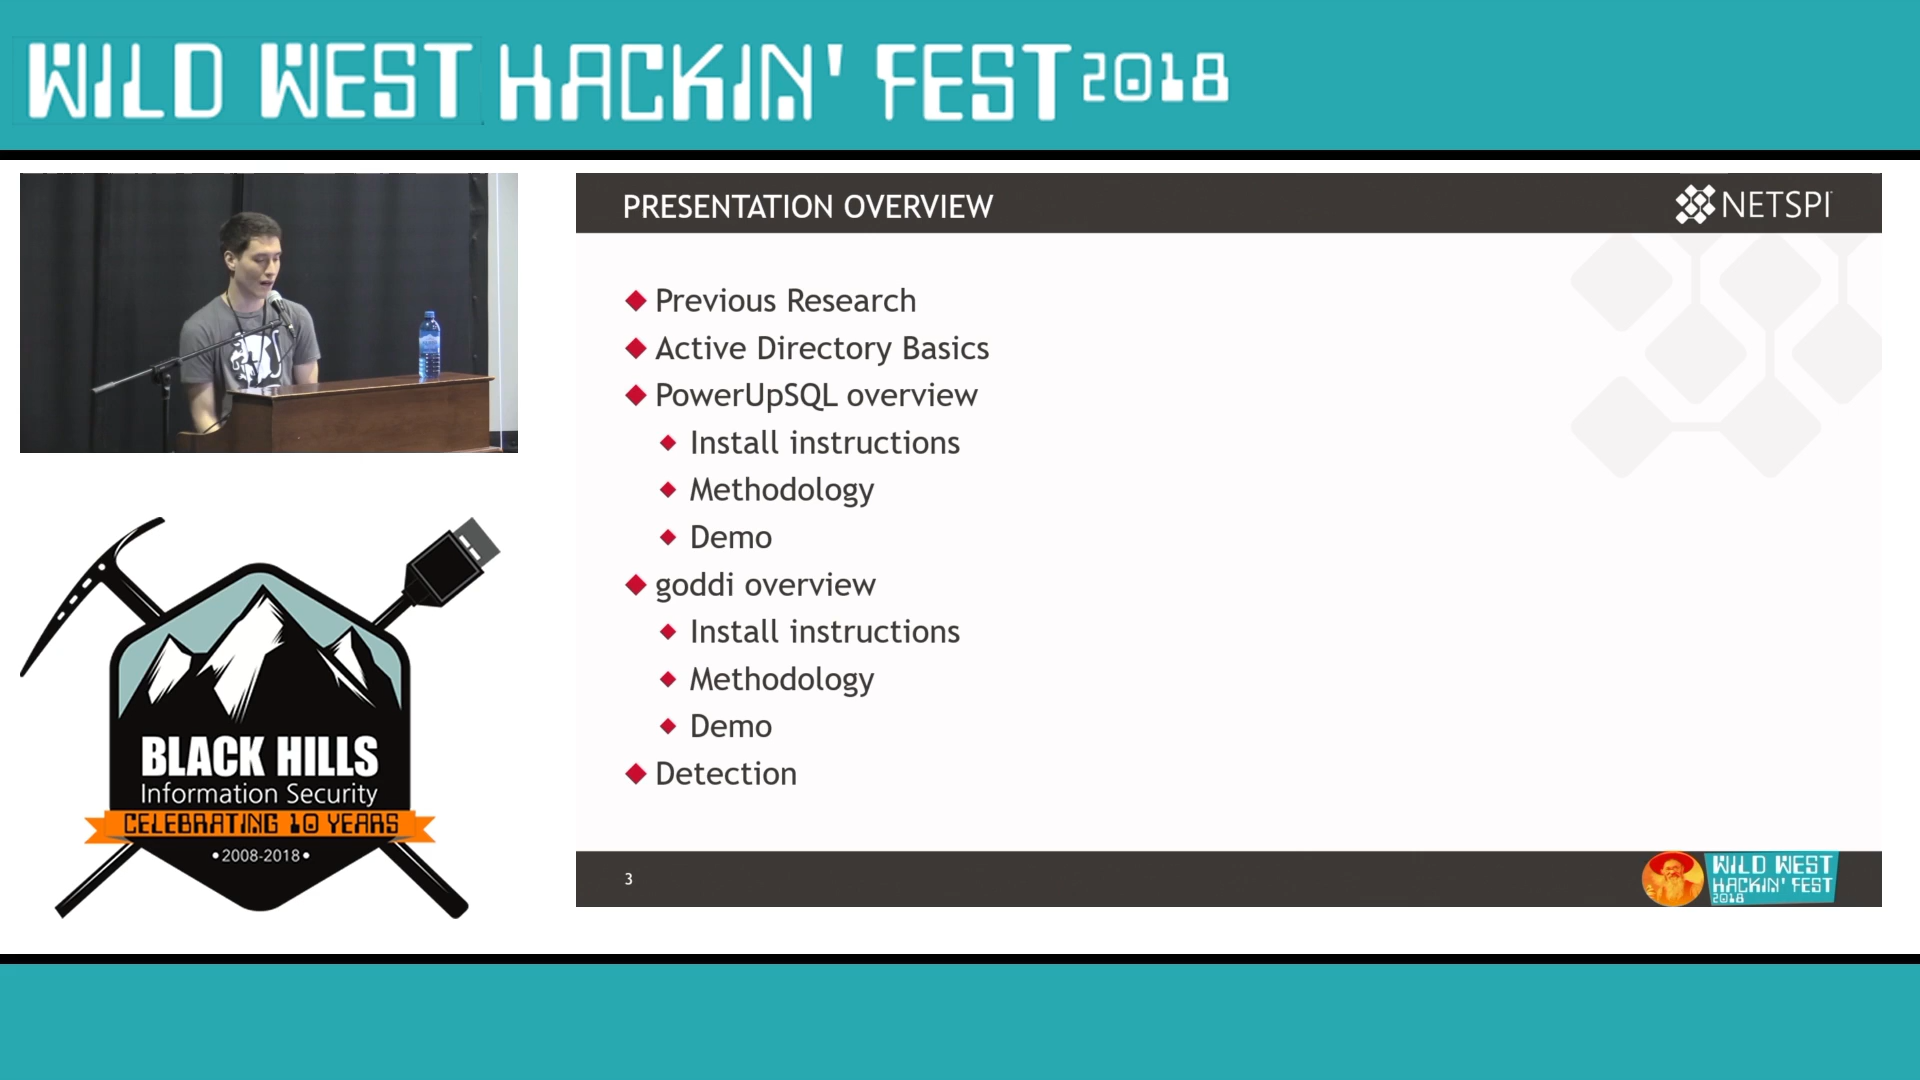 WILD WEST HACKIN' FEST 2018
PRESENTATION OVERVIEW
NETSPI
Previous Research
Active Directory Basics
PowerUpSQL overview
Install instructions
Methodology
Demo
goddi overview
Install instructions
Methodology
Demo
Detection
3
WILD WEST
HACKIN' FEST
2018
BLACK HILLS
Information Security
CELEBRATING 10 YEARS
•2008-2018•